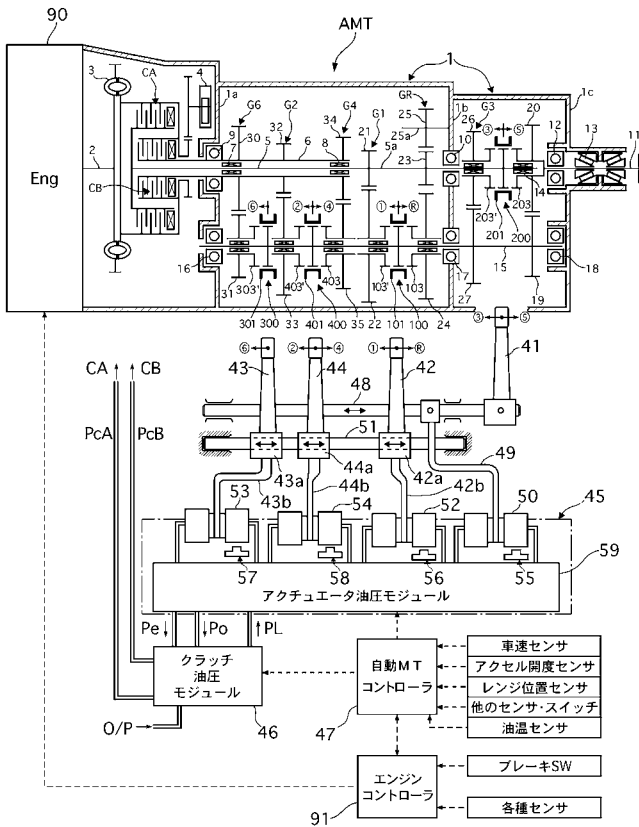 90
AMT
1
3
CA
4
1a
G6
G2
G4
G1
GR
1b
G3
20
1c
9
30
7
32
5
6
34
8
21
5a
25
25a
23
10
26
③
⑤
12
13
11
2
Eng
CB
14
203'
203
201
200
⑥
②
④
①
Ⓡ
16
31
303'
403'
403
103'
103
17
15
18
301
300
33
401
400
35
22
101
100
24
27
19
③
⑤
⑥
②
④
①
Ⓡ
41
CA
CB
43
44
42
48
PcA
PcB
51
49
43a
44a
42a
43b
44b
42b
53
54
52
50
45
57
58
56
55
59
アクチュエータ油圧モジュール
Pe
Po
PL
クラッチ
油圧
モジュール
46
O/P
自動MT
コントローラ
47
車速センサ
アクセル開度センサ
レンジ位置センサ
他のセンサ・スイッチ
油温センサ
エンジン
コントローラ
91
ブレーキSW
各種センサ